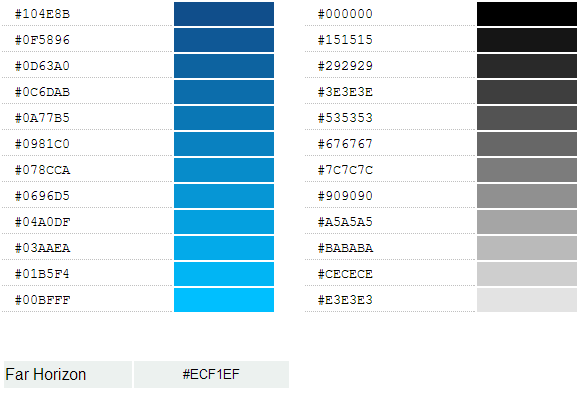 #104E8B #000000
#0F5896 #151515
#0D63A0 #292929
#0C6DAB #3E3E3E
#0A77B5 #535353
#0981C0 #676767
#078CCA #7C7C7C
#0696D5 #909090
#04A0DF #A5A5A5
#03AAEA #BABABA
#01B5F4 #CECECE
#00BFFF #E3E3E3
Far Horizon #ECF1EF